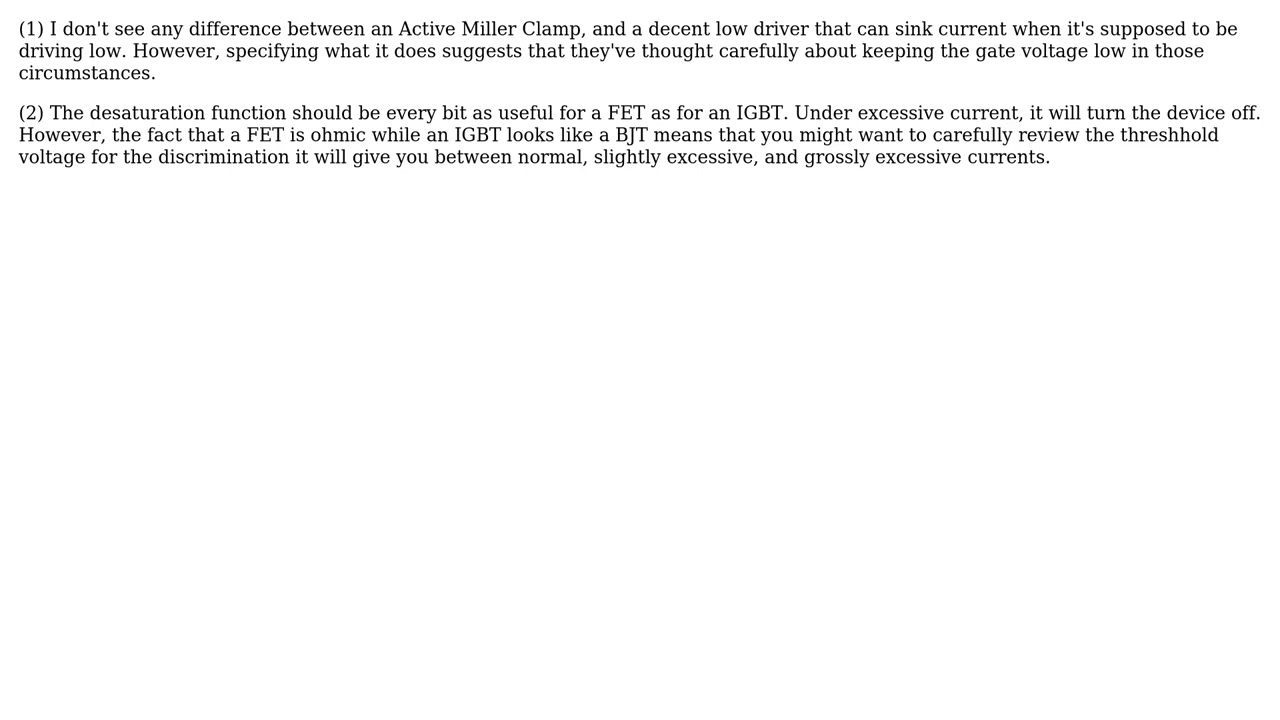 (1) I don't see any difference between an Active Miller Clamp, and a decent low driver that can sink current when it's supposed to be
driving low. However, specifying what it does suggests that they've thought carefully about keeping the gate voltage low in those
circumstances.
(2) The desaturation function should be every bit as useful for a FET as for an IGBT. Under excessive current, it will turn the device off.
However, the fact that a FET is ohmic while an IGBT looks like a BJT means that you might want to carefully review the threshhold
voltage for the discrimination it will give you between normal, slightly excessive, and grossly excessive currents.